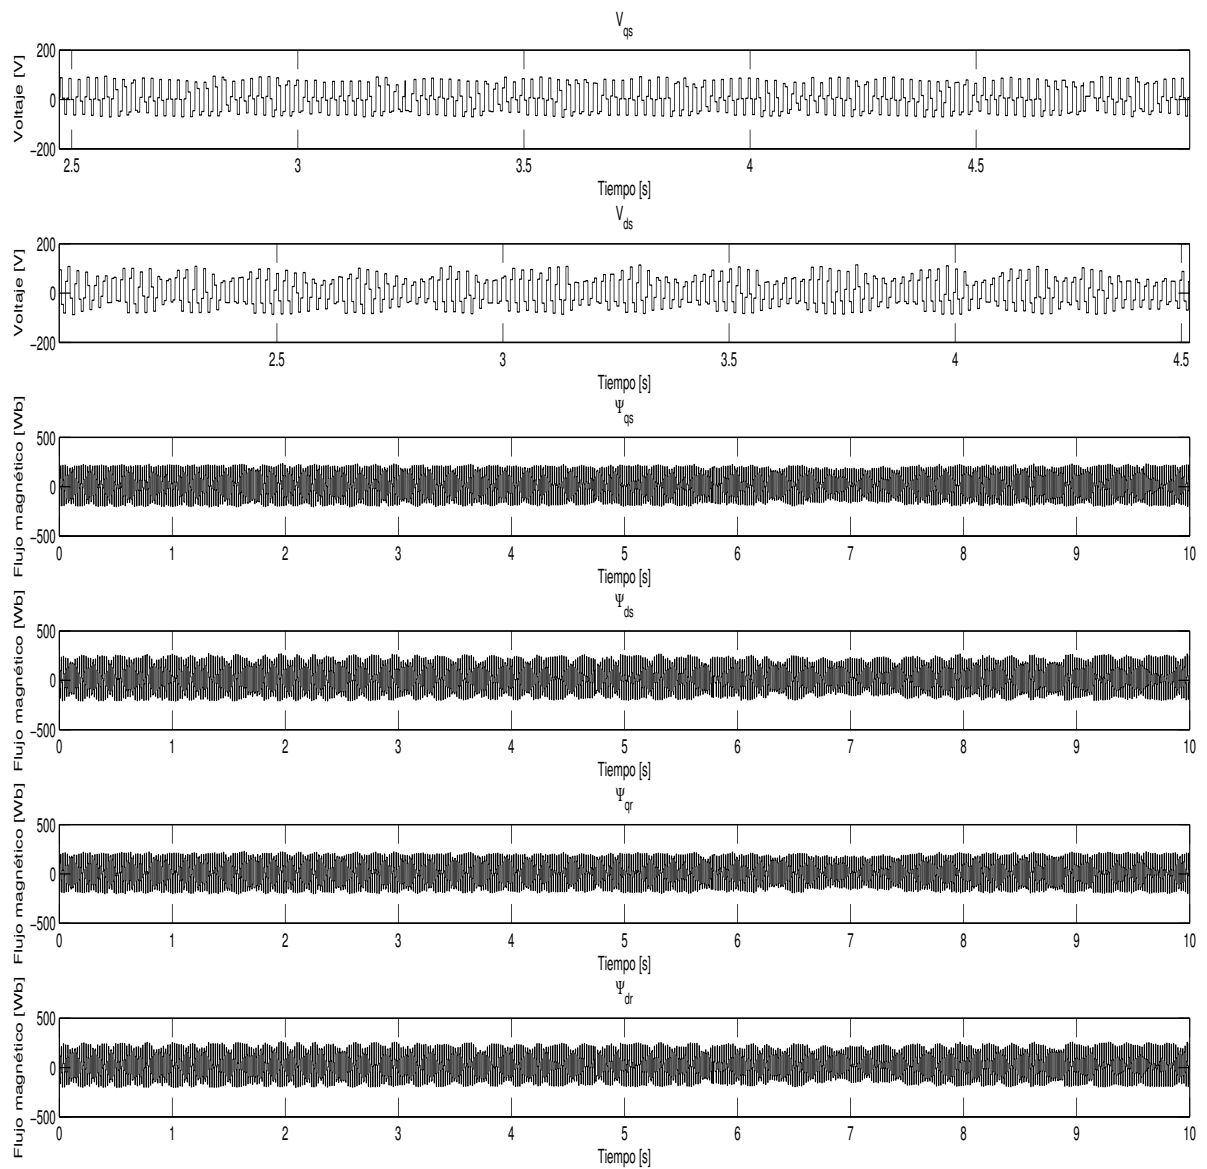 V_qs
Voltaje [V]
200
0
−200
2.5 3 3.5 4 4.5
Tiempo [s]
V_ds
Voltaje [V]
200
0
−200
2.5 3 3.5 4 4.5
Tiempo [s]
Ψ_qs
Flujo magnético [Wb]
500
0
−500
0 1 2 3 4 5 6 7 8 9 10
Tiempo [s]
Ψ_ds
Flujo magnético [Wb]
500
0
−500
0 1 2 3 4 5 6 7 8 9 10
Tiempo [s]
Ψ_qr
Flujo magnético [Wb]
500
0
−500
0 1 2 3 4 5 6 7 8 9 10
Tiempo [s]
Ψ_dr
Flujo magnético [Wb]
500
0
−500
0 1 2 3 4 5 6 7 8 9 10
Tiempo [s]